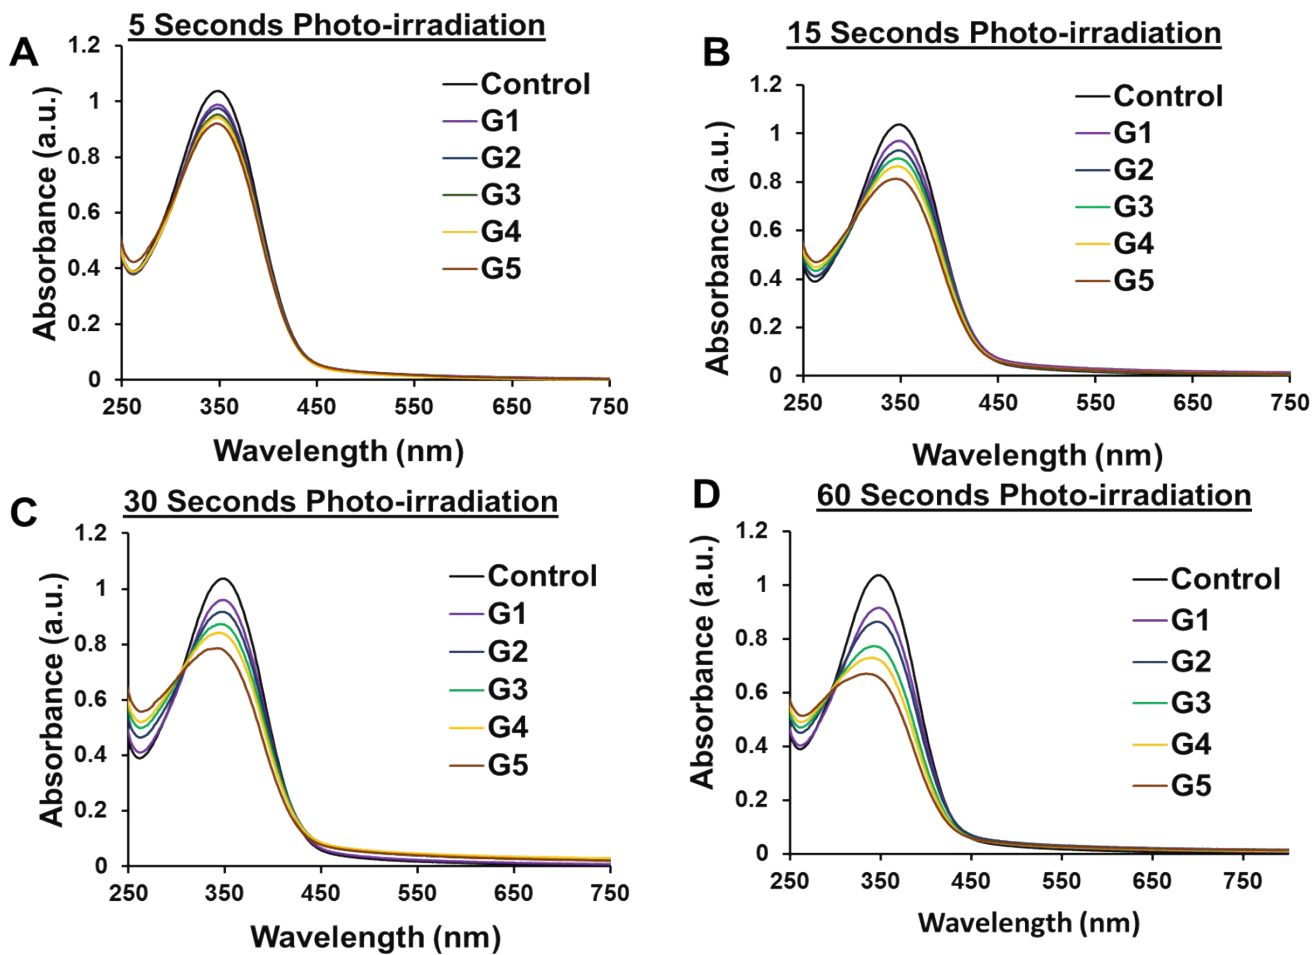 A
5 Seconds Photo-irradiation
1.2
1
0.8
0.6
0.4
0.2
0
Absorbance (a.u.)
Control
G1
G2
G3
G4
G5
250 350 450 550 650 750
Wavelength (nm)
B
15 Seconds Photo-irradiation
1.2
1
0.8
0.6
0.4
0.2
0
Absorbance (a.u.)
Control
G1
G2
G3
G4
G5
250 350 450 550 650 750
Wavelength (nm)
C
30 Seconds Photo-irradiation
1.2
1
0.8
0.6
0.4
0.2
0
Absorbance (a.u.)
Control
G1
G2
G3
G4
G5
250 350 450 550 650 750
Wavelength (nm)
D
60 Seconds Photo-irradiation
1.2
1
0.8
0.6
0.4
0.2
0
Absorbance (a.u.)
Control
G1
G2
G3
G4
G5
250 350 450 550 650 750
Wavelength (nm)